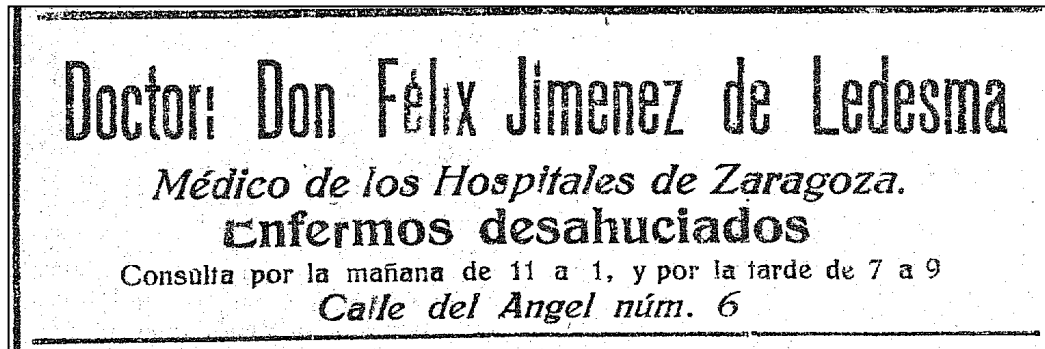 Doctor: Don Félix Jimenez de Ledesma
Médico de los Hospitales de Zaragoza.
Enfermos desahuciados
Consulta por la mañana de 11 a 1, y por la tarde de 7 a 9
Calle del Angel núm. 6